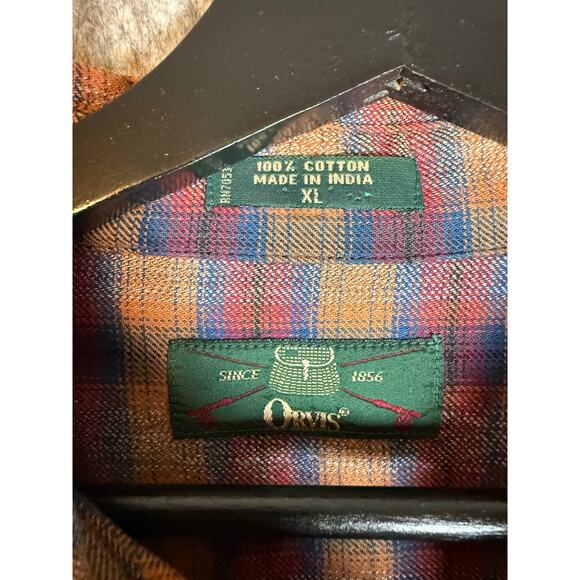 100% COTTON
MADE IN INDIA
XL
SINCE 1856
ORVIS®